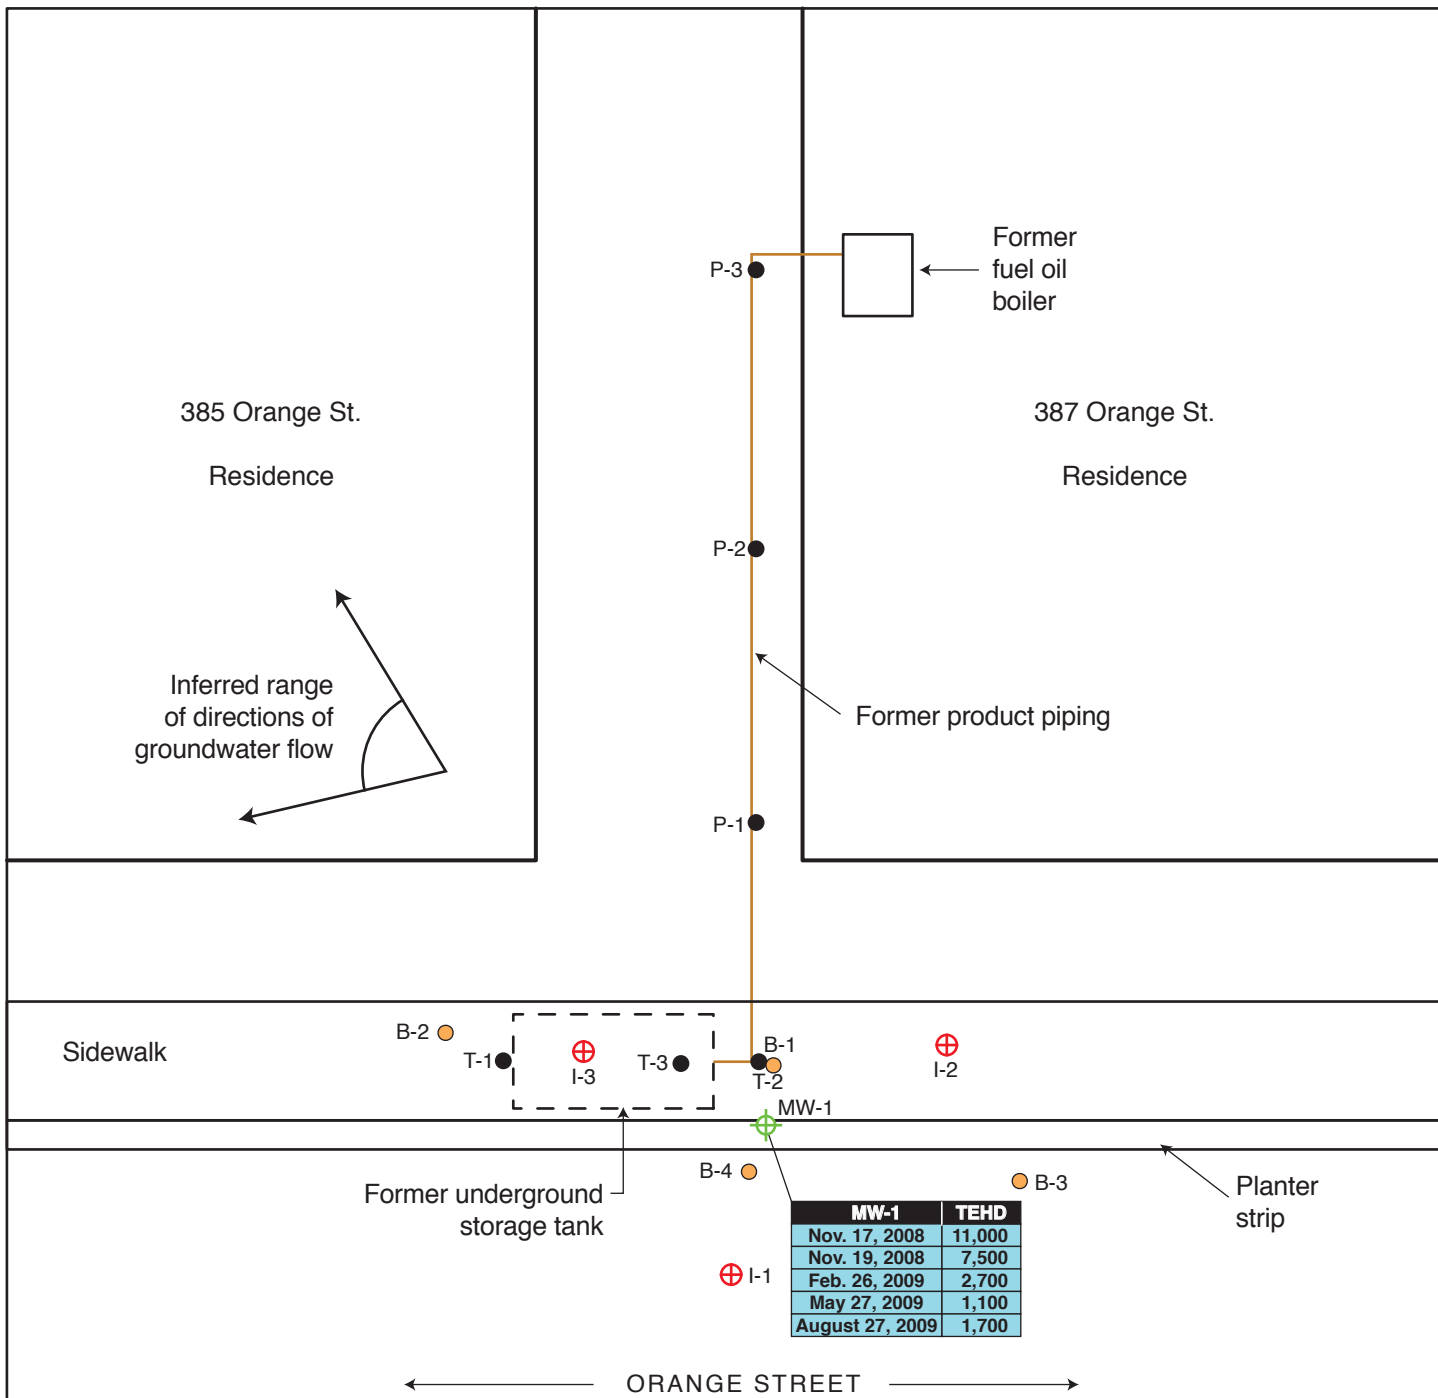 Former
fuel oil
boiler
P-3
385 Orange St.
Residence
387 Orange St.
Residence
P-2
Inferred range
of directions of
groundwater flow
Former product piping
P-1
Sidewalk
B-2
T-1
I-3
T-3
B-1
T-2
I-2
MW-1
B-4
B-3
Former underground
storage tank
Planter
strip
MW-1 TEHD
Nov. 17, 2008 11,000
Nov. 19, 2008 7,500
Feb. 26, 2009 2,700
May 27, 2009 1,100
August 27, 2009 1,700
I-1
ORANGE STREET